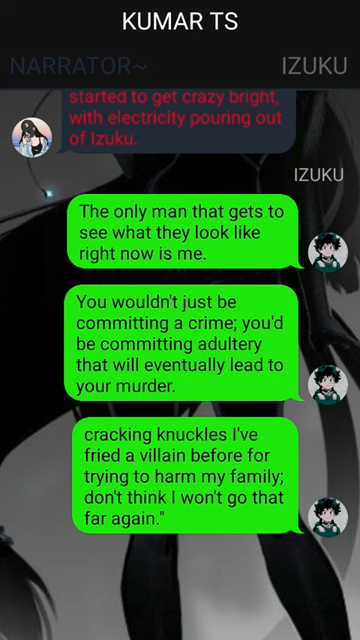 KUMAR TS
NARRATOR~
IZUKU
started to get crazy bright,
with electricity pouring out
of Izuku.
IZUKU
The only man that gets to
see what they look like
right now is me.
You wouldn't just be
committing a crime; you'd
be committing adultery
that will eventually lead to
your murder.
cracking knuckles I've
fried a villain before for
trying to harm my family;
don't think I won't go that
far again."